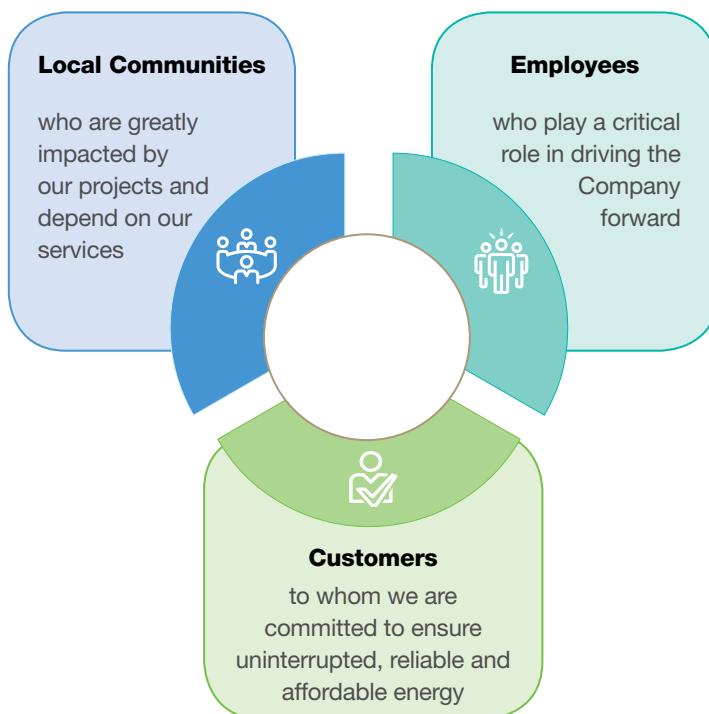 Local Communities
who are greatly
impacted by
our projects and
depend on our
services
Employees
who play a critical
role in driving the
Company
forward
Customers
to whom we are
committed to ensure
uninterrupted, reliable and
affordable energy